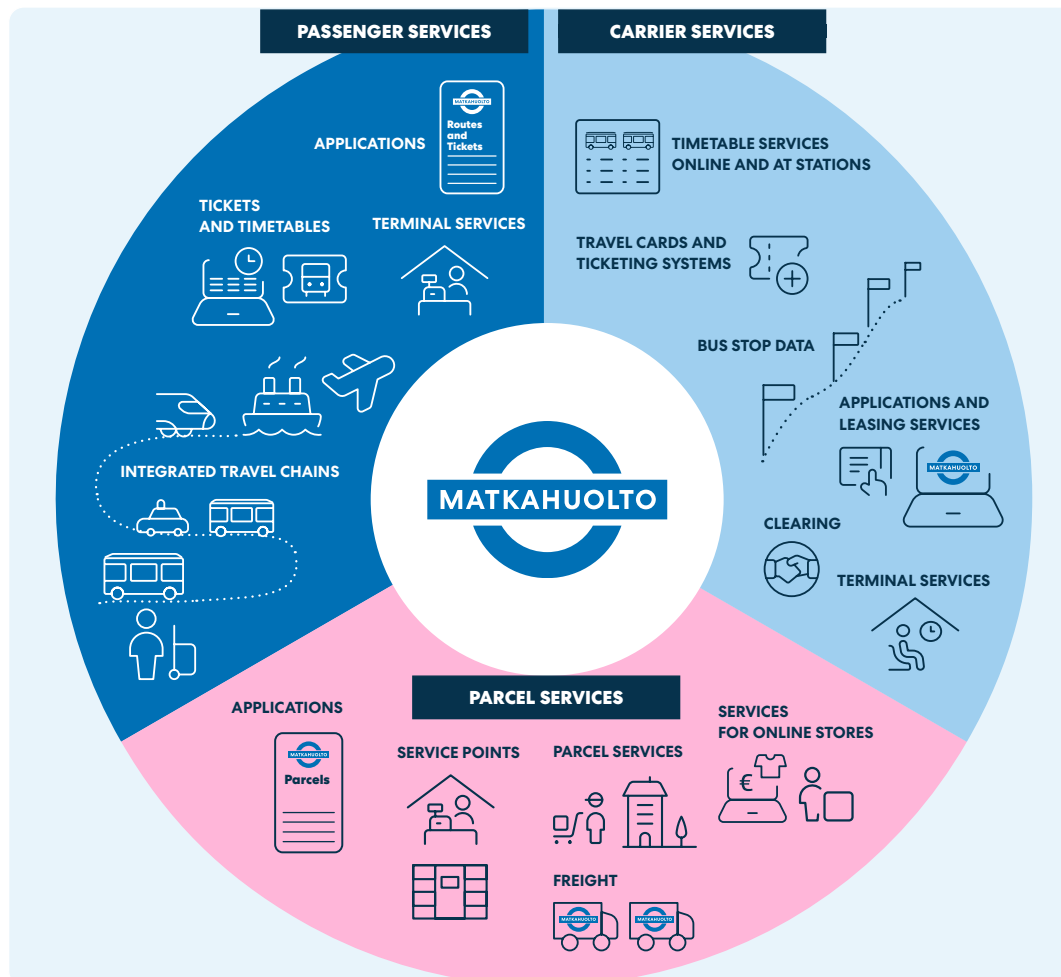 PASSENGER SERVICES
APPLICATIONS
MATKAHUOLTO
Routes
and
Tickets
TICKETS
AND TIMETABLES
TERMINAL SERVICES
INTEGRATED TRAVEL CHAINS
CARRIER SERVICES
TIMETABLE SERVICES
ONLINE AND AT STATIONS
TRAVEL CARDS AND
TICKETING SYSTEMS
BUS STOP DATA
APPLICATIONS AND
LEASING SERVICES
MATKAHUOLTO
CLEARING
TERMINAL SERVICES
MATKAHUOLTO
PARCEL SERVICES
APPLICATIONS
MATKAHUOLTO
Parcels
SERVICE POINTS
PARCEL SERVICES
SERVICES
FOR ONLINE STORES
€
FREIGHT
MATKAHUOLTO
MATKAHUOLTO